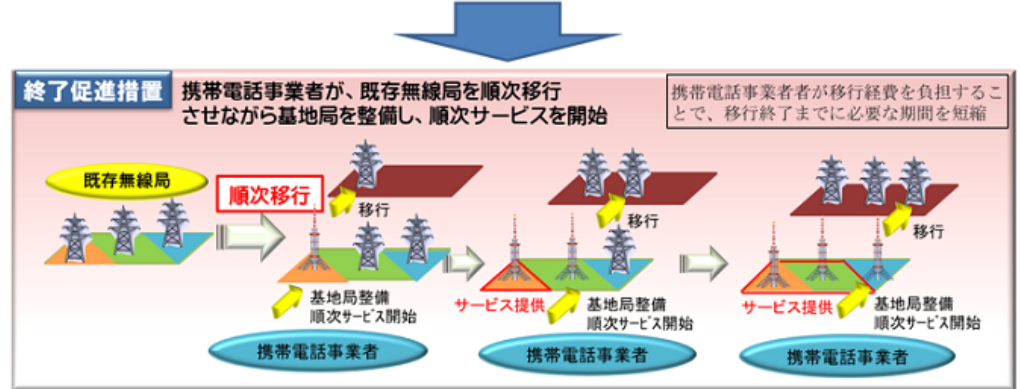 終了促進措置
携帯電話事業者が、既存無線局を順次移行
させながら基地局を整備し、順次サービスを開始
携帯電話事業者者が移行経費を負担するこ
とで、移行終了までに必要な期間を短縮
既存無線局
順次移行
移行
基地局整備
順次サービス開始
携帯電話事業者
移行
サービス提供
基地局整備
順次サービス開始
携帯電話事業者
移行
サービス提供
基地局整備
順次サービス開始
携帯電話事業者